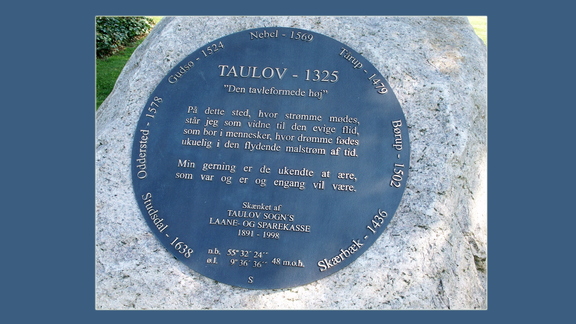 Nebel - 1569
Gudsø - 1524
Tårup - 1479
Oddersted - 1578
Børup - 1502
Studsdal - 1638
Skærbæk - 1436
TAULOV - 1325
"Den tavleformede høj"
På dette sted, hvor strømme mødes,
står jeg som vidne til den evige flid,
som bor i mennesker, hvor drømme fødes
ukuelig i den flydende malstrøm af tid.
Min gerning er de ukendte at ære,
som var og er og engang vil være.
Skænket af
TAULOV SOGN'S
LAANE- OG SPAREKASSE
1891 - 1998
n.b. 55° 32' 24''
ø.l. 9° 36' 36'' 48 m.o.h.
S